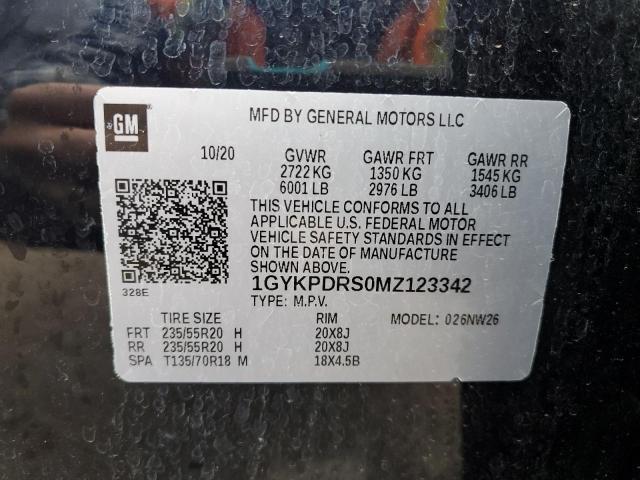 GM
MFD BY GENERAL MOTORS LLC
10/20 GVWR GAWR FRT GAWR RR
2722 KG 1350 KG 1545 KG
6001 LB 2976 LB 3406 LB
THIS VEHICLE CONFORMS TO ALL
APPLICABLE U.S. FEDERAL MOTOR
VEHICLE SAFETY STANDARDS IN EFFECT
ON THE DATE OF MANUFACTURE
SHOWN ABOVE.
328E
1GYKPDRS0MZ123342
TYPE: M.P.V.
TIRE SIZE RIM MODEL: 026NW26
FRT 235/55R20 H 20X8J
RR 235/55R20 H 20X8J
SPA T135/70R18 M 18X4.5B